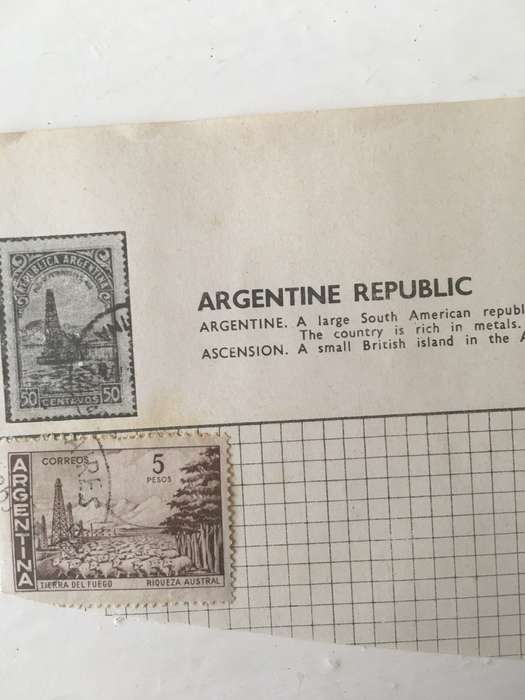 REPUBLICA ARGENTINA
50 CENTAVOS 50
ARGENTINE REPUBLIC
ARGENTINE. A large South American republ
The country is rich in metals.
ASCENSION. A small British island in the A
CORREOS
5
PESOS
ARGENTINA
TIERRA DEL FUEGO
RIQUEZA AUSTRAL